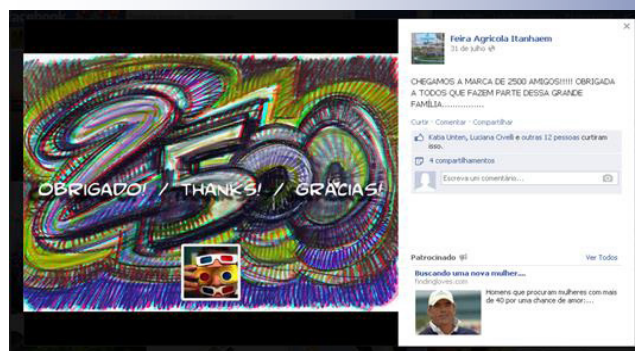 2500
OBRIGADO! / THANKS! / GRACIAS!
Feira Agricola Itanhaem
31 de julho
CHEGAMOS A MARCA DE 2500 AMIGOS!!!!! OBRIGADA
A TODOS QUE FAZEM PARTE DESSA GRANDE
FAMÍLIA................
Curtir · Comentar · Compartilhar
Katia Unten, Luciana Civelli e outras 12 pessoas curtiram
isso.
4 compartilhamentos
Escreva um comentário...
Patrocinado
Ver Todos
Buscando uma nova mulher....
findingloves.com
Homens que procuram mulheres com mais
de 40 por uma chance de amor:...